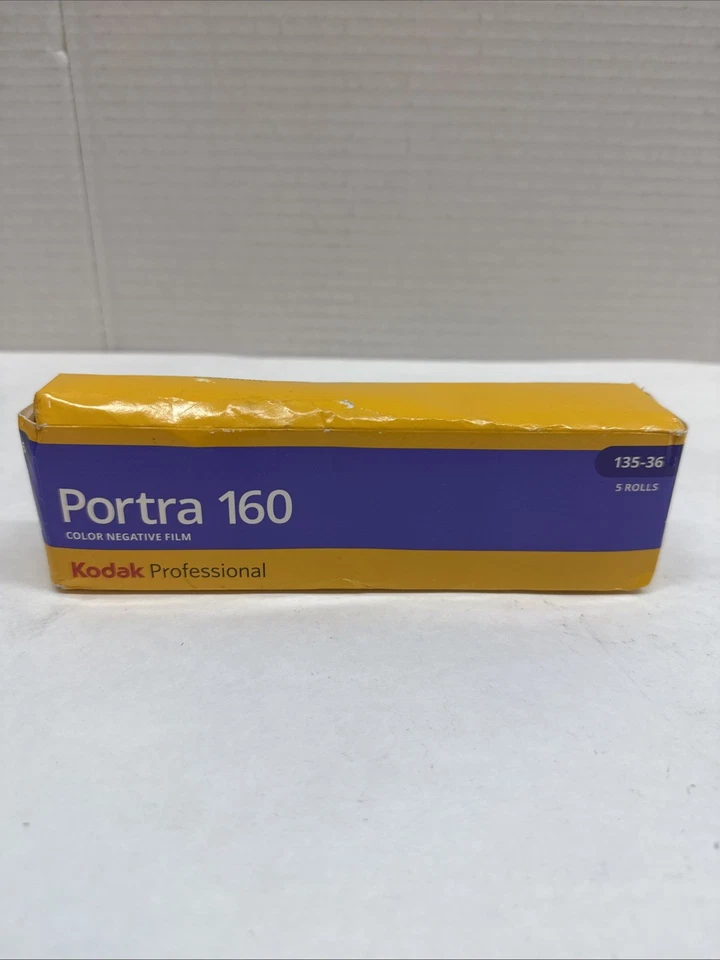 135-36
5 ROLLS
Portra 160
COLOR NEGATIVE FILM
Kodak Professional